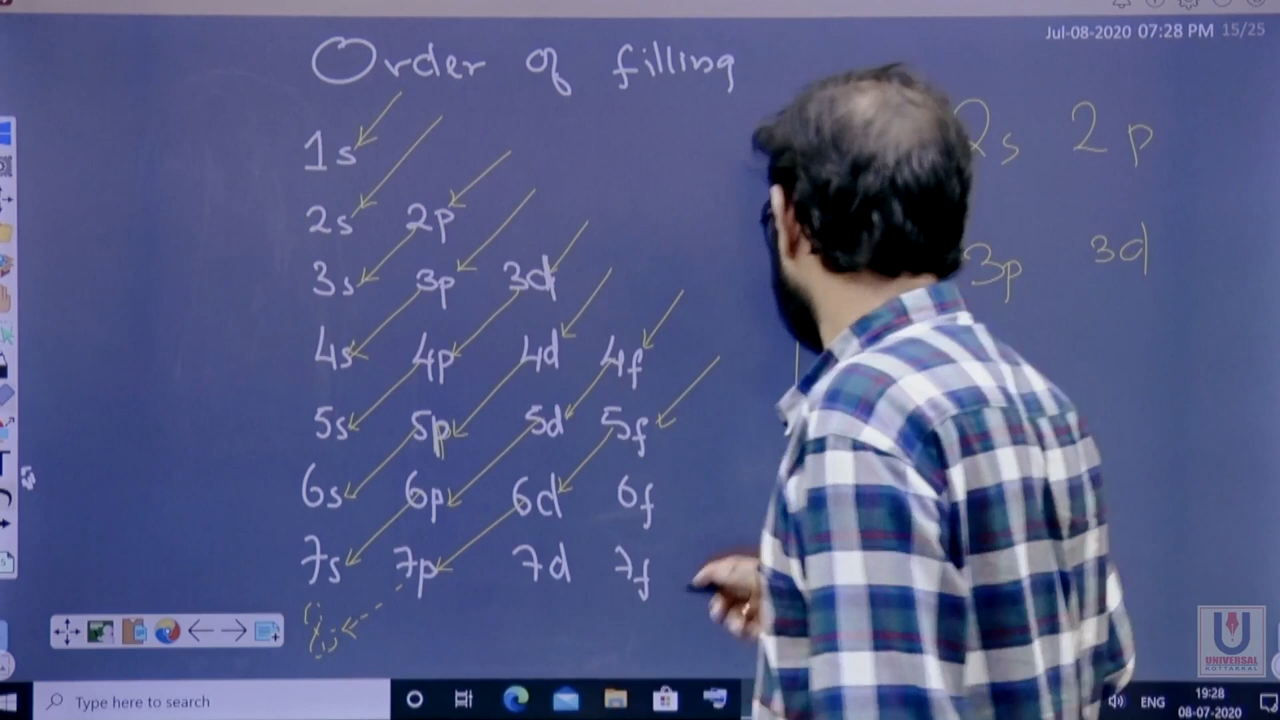 Jul-08-2020 07:28 PM 15/25
Order of filling
1s
2s 2p
3s 3p 3d
4s 4p 4d 4f
5s 5p 5d 5f
6s 6p 6d 6f
7s 7p 7d 7f
2s 2p
3p 3d
UNIVERSAL
KOTTAKKAL
Type here to search
ENG
19:28
08-07-2020